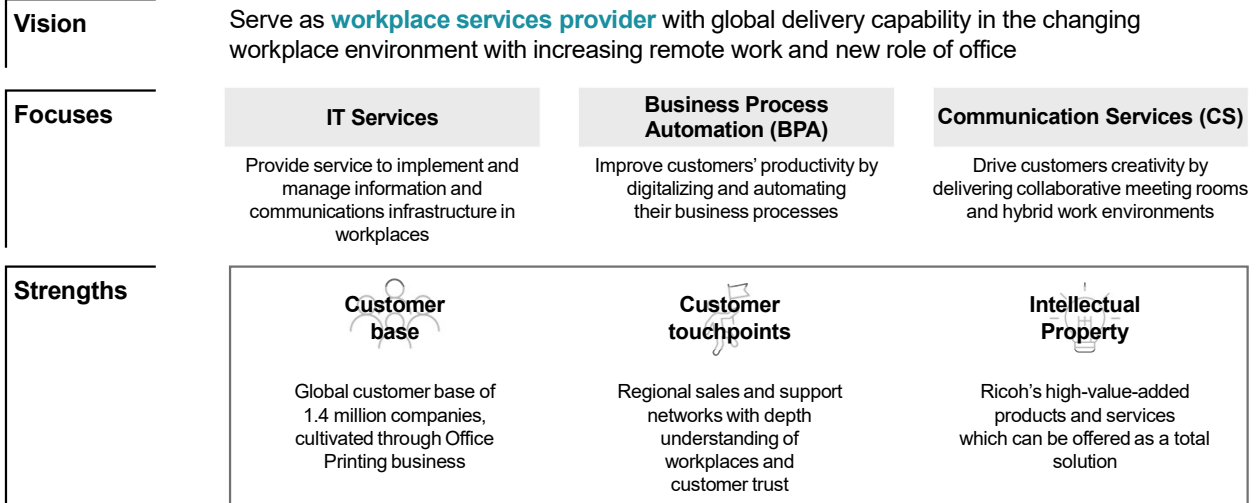 Vision
Serve as workplace services provider with global delivery capability in the changing
workplace environment with increasing remote work and new role of office
Focuses
IT Services
Provide service to implement and
manage information and
communications infrastructure in
workplaces
Business Process
Automation (BPA)
Improve customers' productivity by
digitalizing and automating
their business processes
Communication Services (CS)
Drive customers creativity by
delivering collaborative meeting rooms
and hybrid work environments
Strengths
Customer
base
Global customer base of
1.4 million companies,
cultivated through Office
Printing business
Customer
touchpoints
Regional sales and support
networks with depth
understanding of
workplaces and
customer trust
Intellectual
Property
Ricoh's high-value-added
products and services
which can be offered as a total
solution